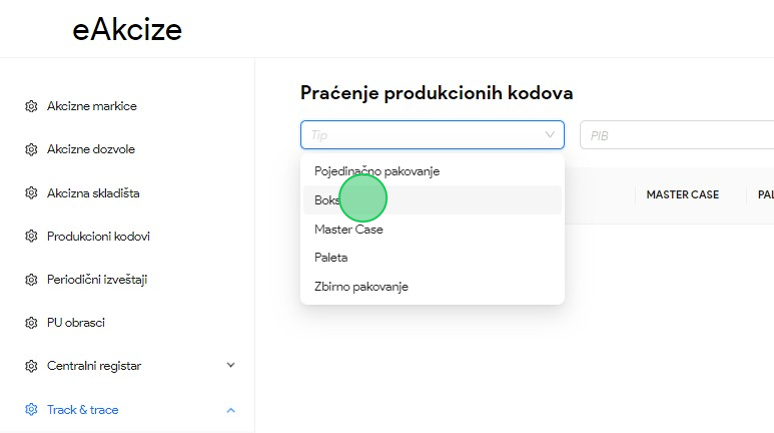 eAkcize
Akcizne markice
Akcizne dozvole
Akcizna skladišta
Produkcioni kodovi
Periodični izveštaji
PU obrasci
Centralni registar
Track & trace
Praćenje produkcionih kodova
Tip
PIB
Pojedinačno pakovanje
Boks
Master Case
Paleta
Zbirno pakovanje
MASTER CASE
PAL